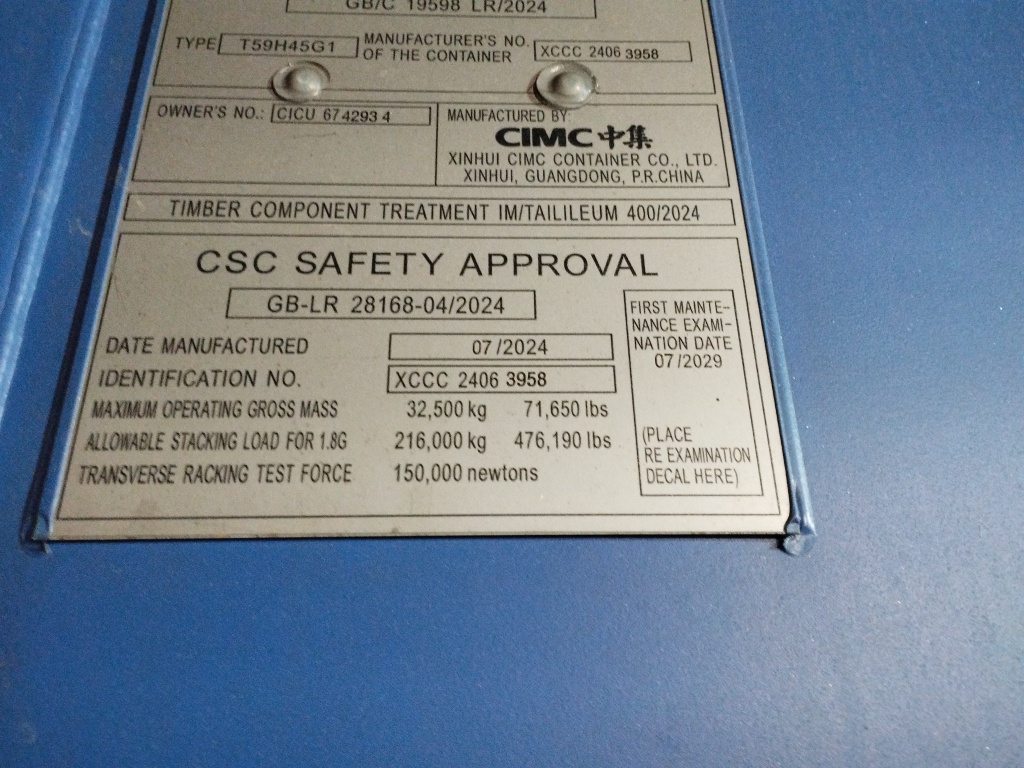 GB/C 19598 LR/2024
TYPE T59H45G1 MANUFACTURER'S NO. OF THE CONTAINER XCCC 2406 3958
OWNER'S NO.: CICU 674293 4
MANUFACTURED BY:
CIMC 中集
XINHUI CIMC CONTAINER CO., LTD.
XINHUI, GUANGDONG, P.R.CHINA
TIMBER COMPONENT TREATMENT IM/TAILILEUM 400/2024
CSC SAFETY APPROVAL
GB-LR 28168-04/2024
DATE MANUFACTURED 07/2024
IDENTIFICATION NO. XCCC 2406 3958
MAXIMUM OPERATING GROSS MASS 32,500 kg 71,650 lbs
ALLOWABLE STACKING LOAD FOR 1.8G 216,000 kg 476,190 lbs
TRANSVERSE RACKING TEST FORCE 150,000 newtons
FIRST MAINTE-
NANCE EXAMI-
NATION DATE
07/2029
(PLACE
RE EXAMINATION
DECAL HERE)